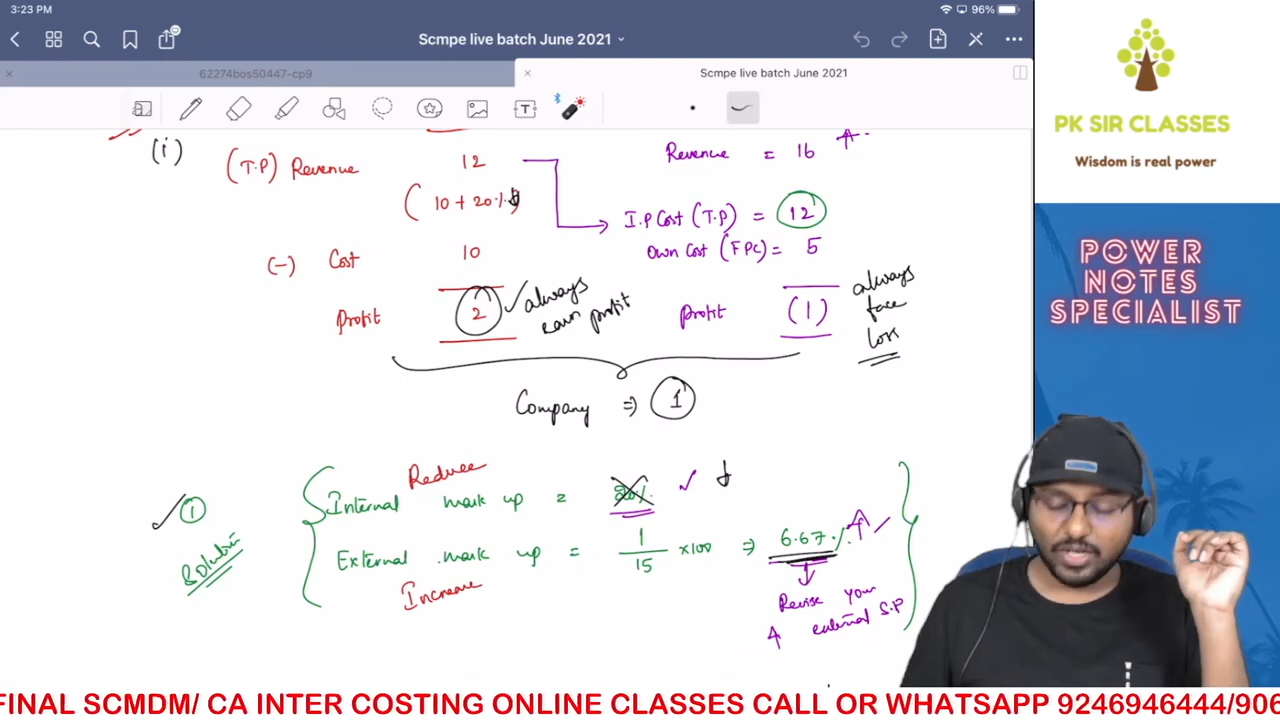 3:23 PM
96%
Scmpe live batch June 2021
62274bos50447-cp9
Scmpe live batch June 2021
PK SIR CLASSES
Wisdom is real power
POWER
NOTES
SPECIALIST
(i)
(T.P) Revenue 12
(10 + 20%)
(-) Cost 10
Profit 2 always
earn profit
Revenue = 16
I.P Cost (T.P) = 12
Own Cost (FPC) = 5
Profit (1) always
face
loss
Company ⇒ 1
Reduce
1 Internal mark up = 20%
Solution
External mark up = 1/15 x100 ⇒ 6.67%
Increase
Revise your
external S.P
FINAL SCMDM/ CA INTER COSTING ONLINE CLASSES CALL OR WHATSAPP 9246946444/906